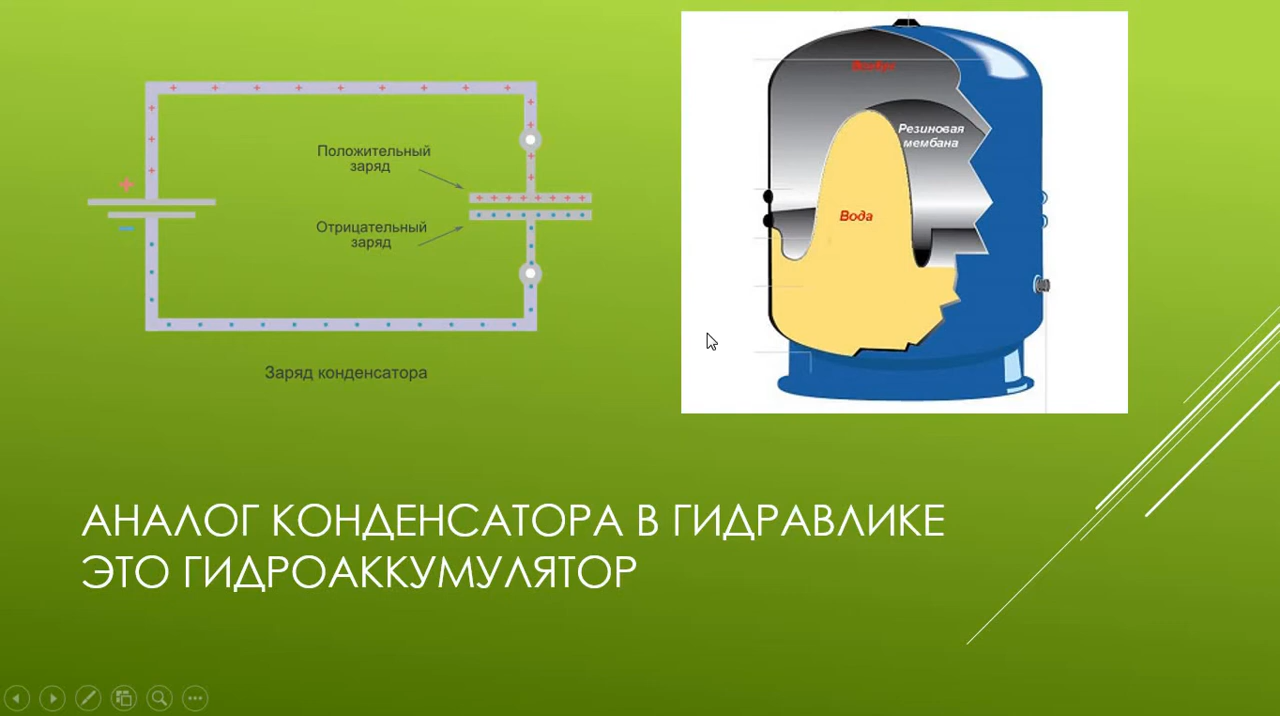 Положительный
заряд
Отрицательный
заряд
Заряд конденсатора
Воздух
Резиновая
мембана
Вода
АНАЛОГ КОНДЕНСАТОРА В ГИДРАВЛИКЕ
ЭТО ГИДРОАККУМУЛЯТОР